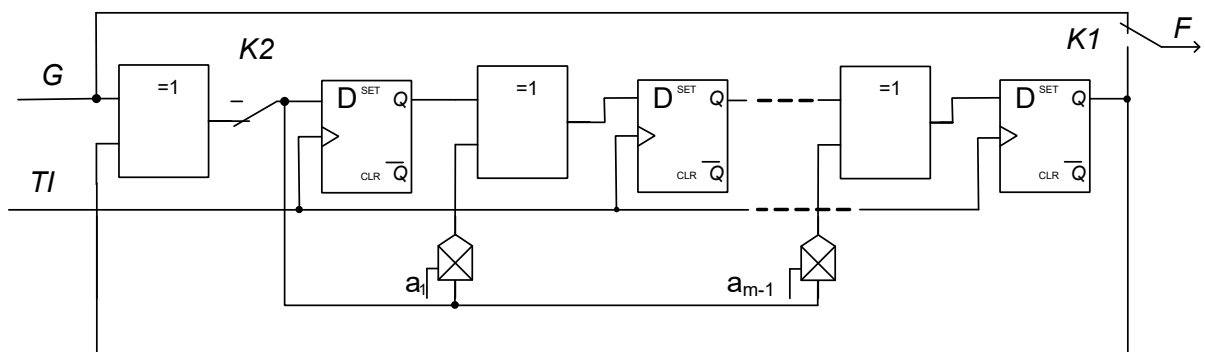 F
K1
K2
G
=1
=1
=1
D SET Q
CLR Q
D SET Q
CLR Q
D SET Q
CLR Q
TI
a1
am-1